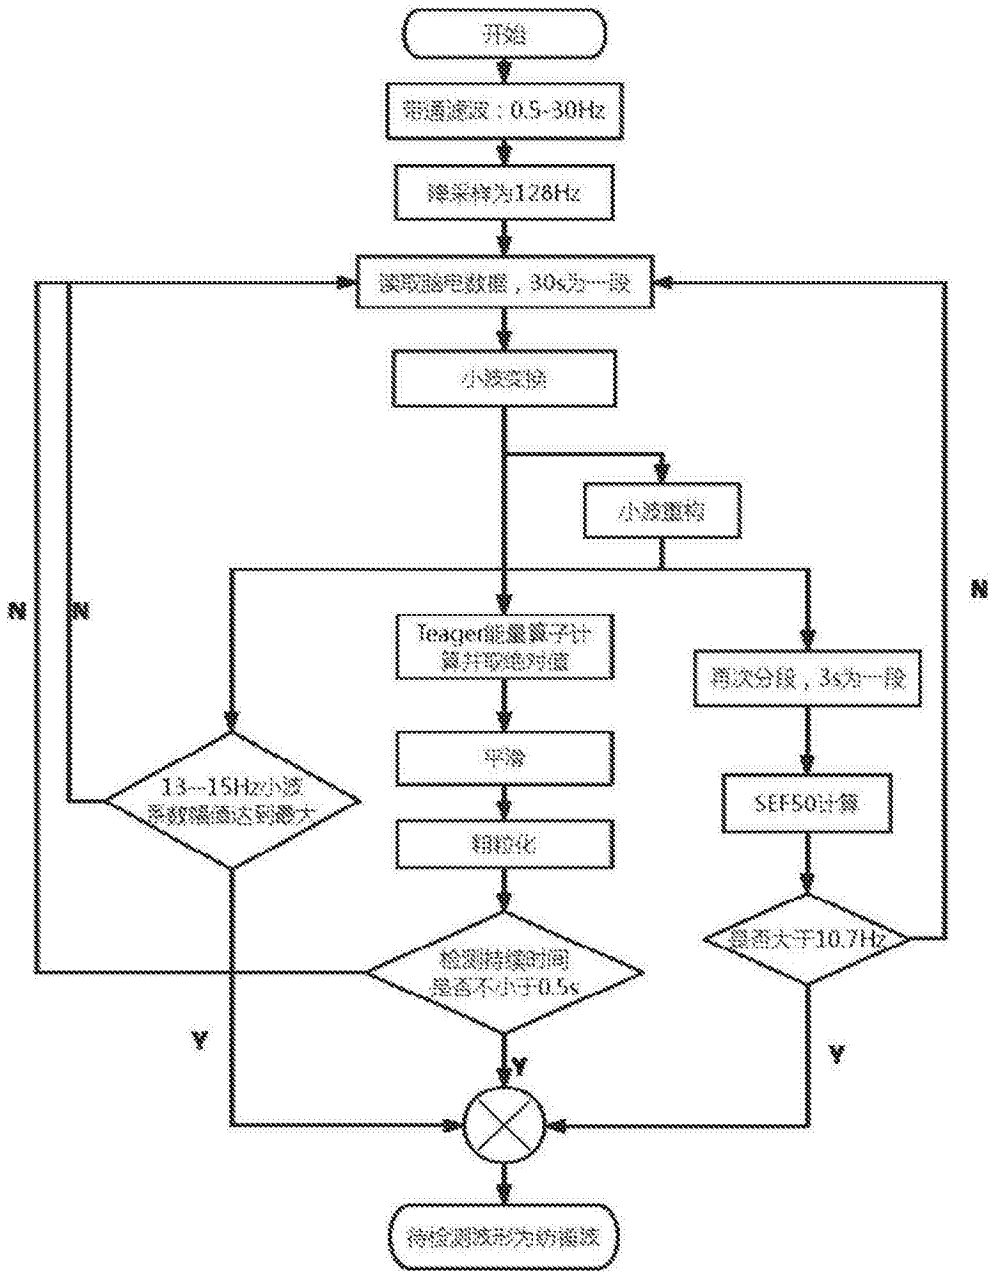 开始
带通滤波：0.5-30Hz
降采样为128Hz
读取脑电数据，30s为一段
小波变换
小波重构
N
N
N
Teager能量算子计
算并取绝对值
再次分段，3s为一段
平滑
13--15Hz小波
系数幅值达到最大
SEF50计算
粗粒化
是否大于10.7Hz
检测持续时间
是否不小于0.5s
Y
Y
Y
待检测波形为纺锤波